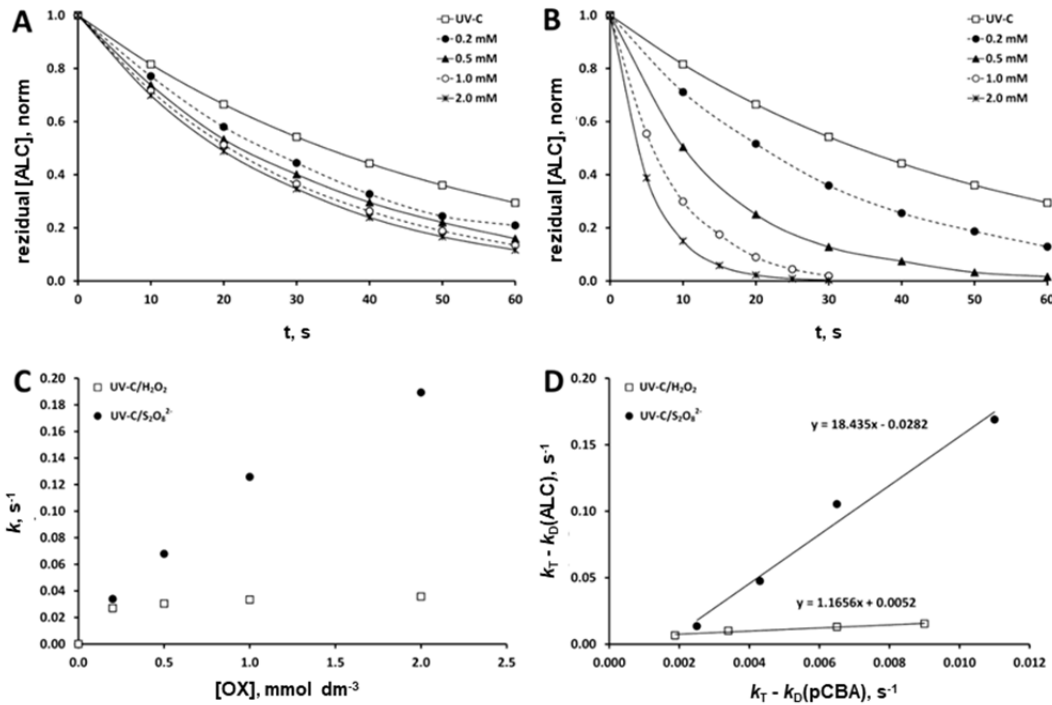 A
UV-C
0.2 mM
0.5 mM
1.0 mM
2.0 mM
1.0
0.8
0.6
0.4
0.2
0.0
0 10 20 30 40 50 60
rezidual [ALC], norm
t, s
B
UV-C
0.2 mM
0.5 mM
1.0 mM
2.0 mM
1.0
0.8
0.6
0.4
0.2
0.0
0 10 20 30 40 50 60
rezidual [ALC], norm
t, s
C
UV-C/H₂O₂
UV-C/S₂O₈²⁻
0.20
0.18
0.16
0.14
0.12
0.10
0.08
0.06
0.04
0.02
0.00
0.0 0.5 1.0 1.5 2.0 2.5
k, s⁻¹
[OX], mmol dm⁻³
D
UV-C/H₂O₂
UV-C/S₂O₈²⁻
y = 18.435x - 0.0282
y = 1.1656x + 0.0052
0.20
0.15
0.10
0.05
0.00
0.000 0.002 0.004 0.006 0.008 0.010 0.012
k_T - k_D(ALC), s⁻¹
k_T - k_D(pCBA), s⁻¹